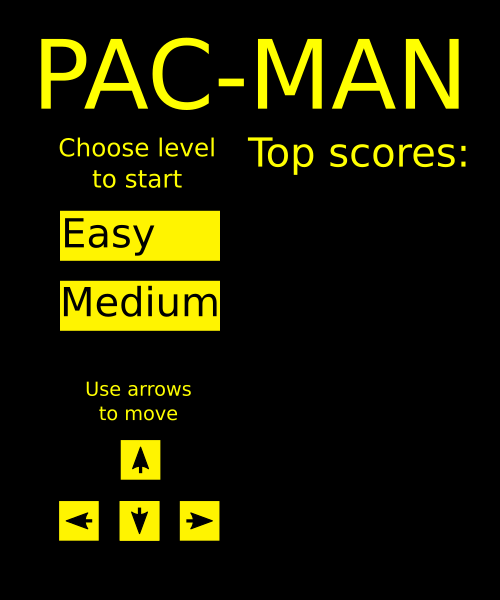 PAC-MAN
Choose level
to start
Top scores:
Easy
Medium
Use arrows
to move